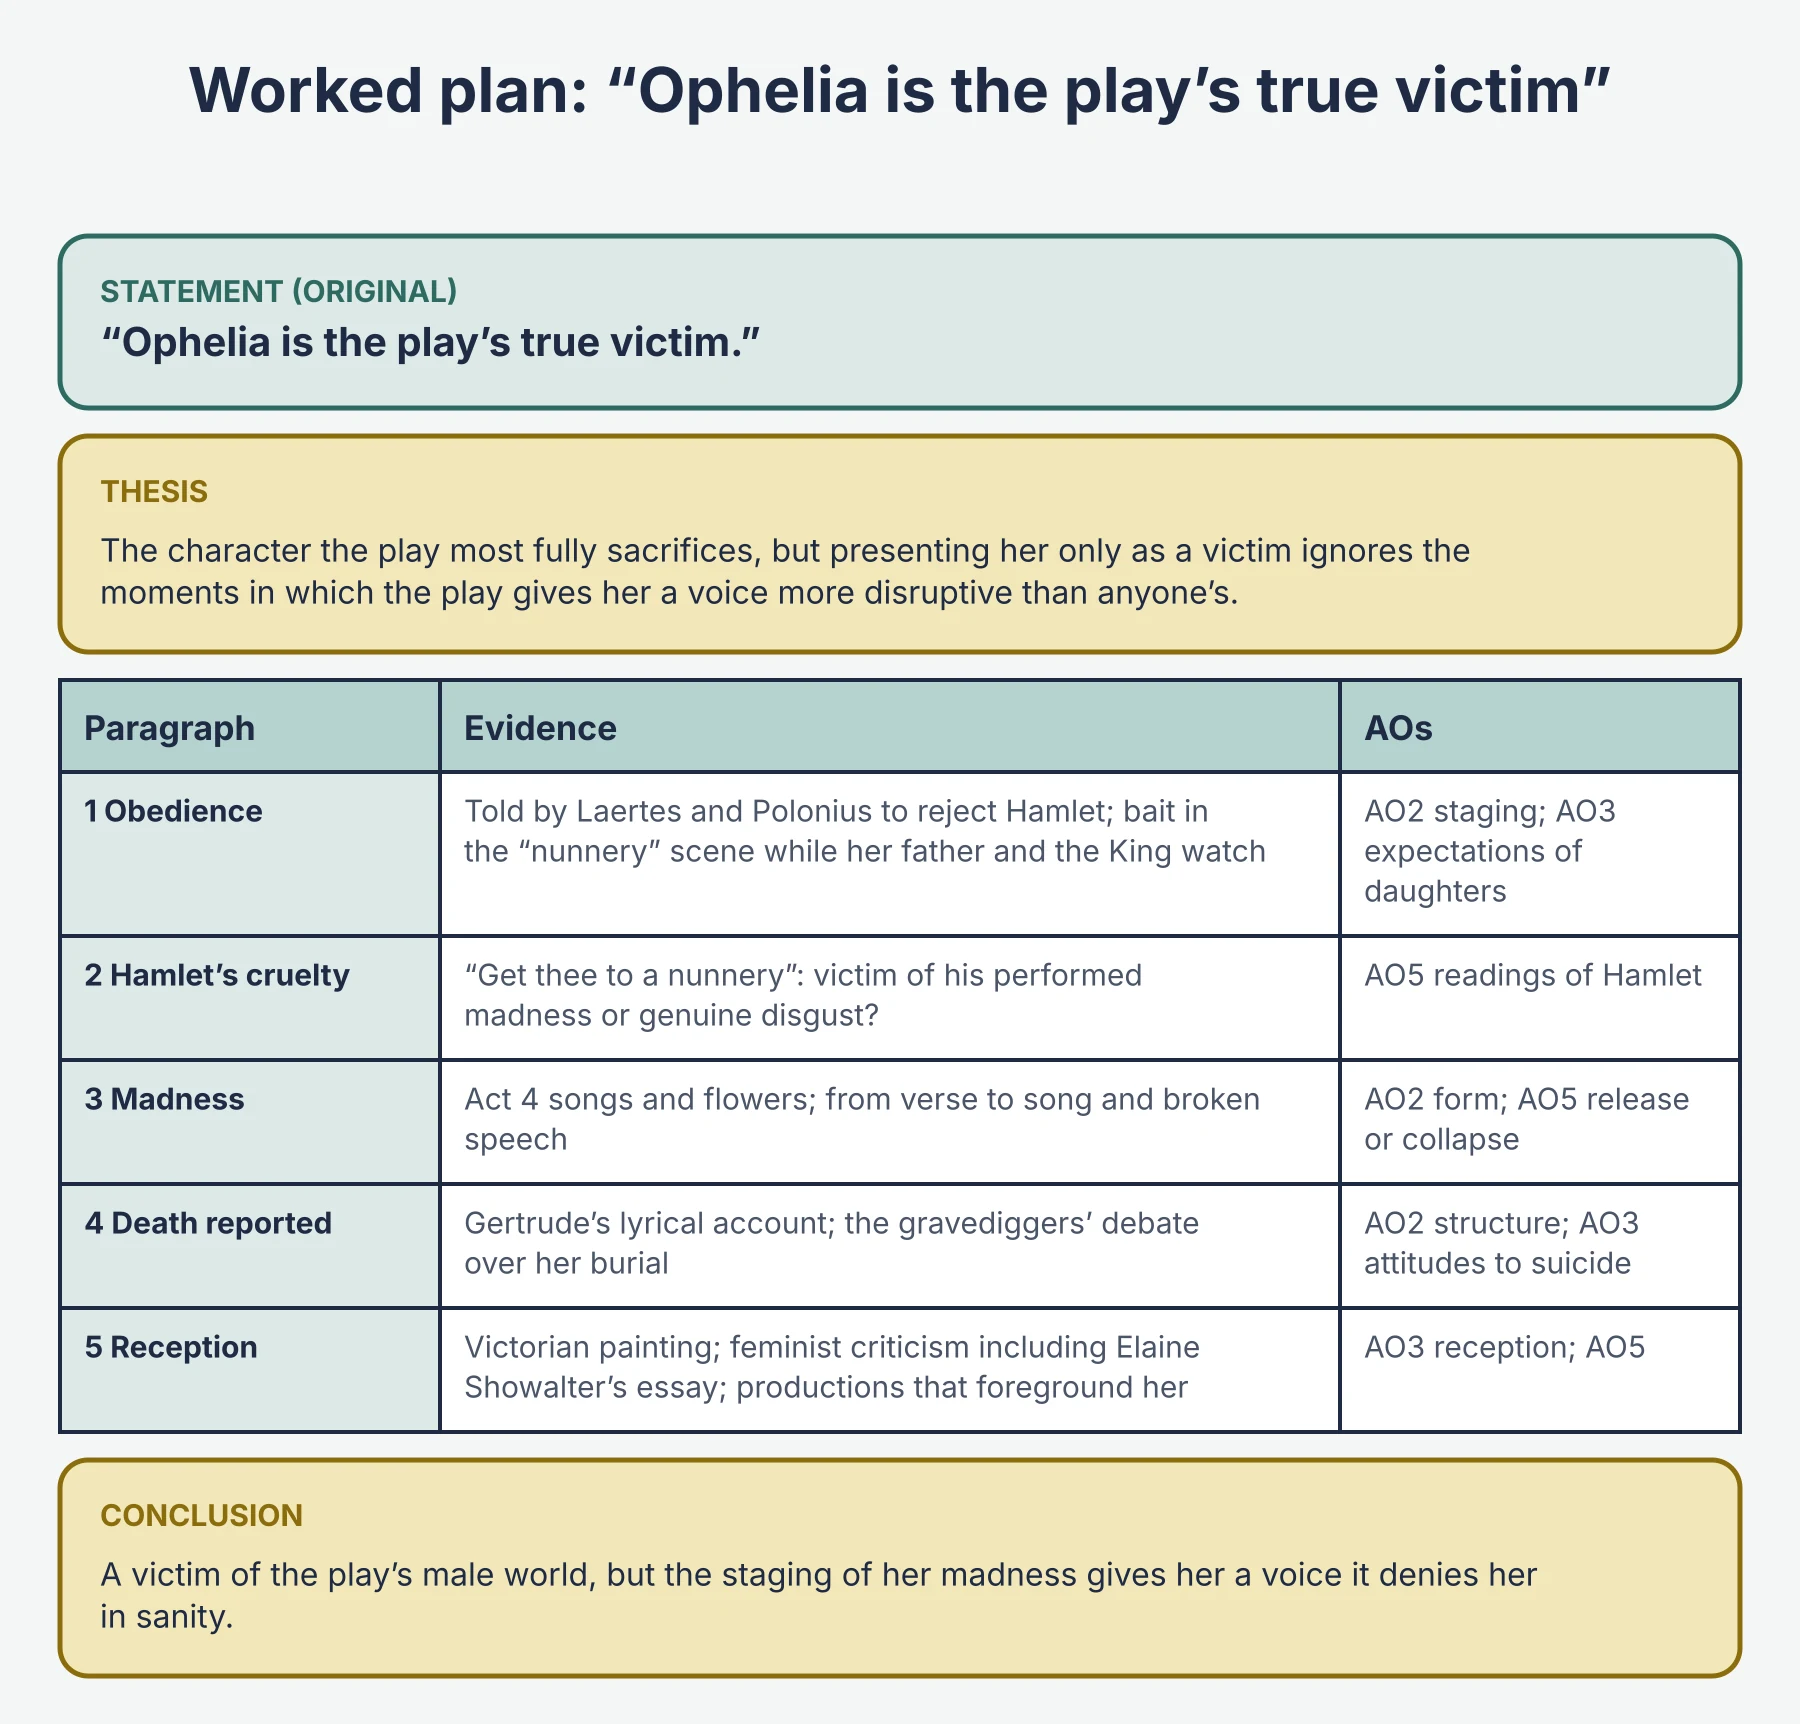 Worked plan: “Ophelia is the play’s true victim”
STATEMENT (ORIGINAL)
“Ophelia is the play’s true victim.”
THESIS
The character the play most fully sacrifices, but presenting her only as a victim ignores the
moments in which the play gives her a voice more disruptive than anyone’s.
Paragraph
Evidence
AOs
1 Obedience
Told by Laertes and Polonius to reject Hamlet; bait in
the “nunnery” scene while her father and the King watch
AO2 staging; AO3
expectations of
daughters
2 Hamlet’s cruelty
“Get thee to a nunnery”: victim of his performed
madness or genuine disgust?
AO5 readings of Hamlet
3 Madness
Act 4 songs and flowers; from verse to song and broken
speech
AO2 form; AO5 release
or collapse
4 Death reported
Gertrude’s lyrical account; the gravediggers’ debate
over her burial
AO2 structure; AO3
attitudes to suicide
5 Reception
Victorian painting; feminist criticism including Elaine
Showalter’s essay; productions that foreground her
AO3 reception; AO5
CONCLUSION
A victim of the play’s male world, but the staging of her madness gives her a voice it denies her
in sanity.